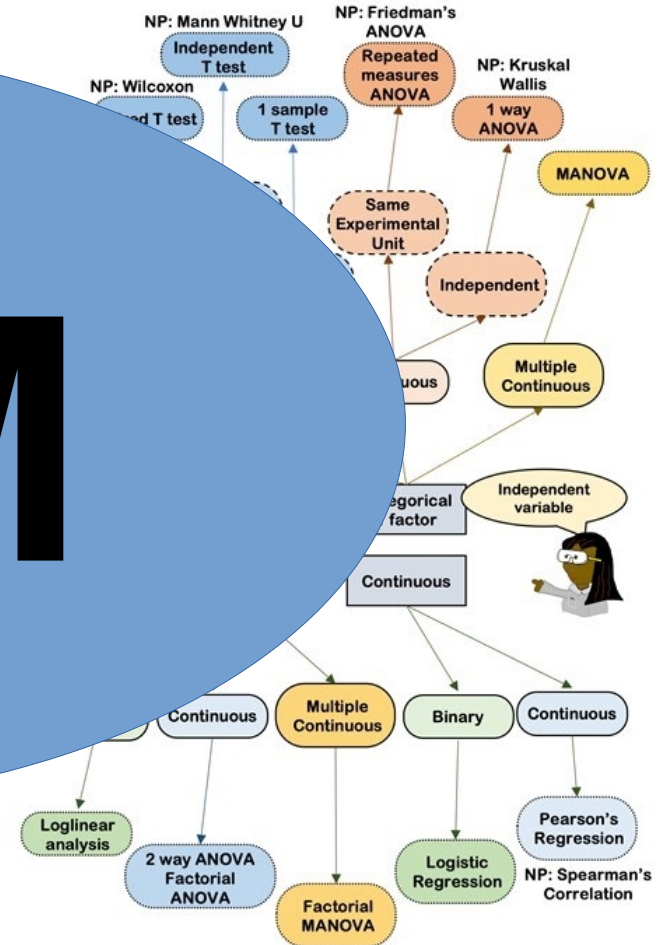 NP: Mann Whitney U
Independent
T test
NP: Wilcoxon
T test
1 sample
T test
NP: Friedman's
ANOVA
Repeated
measures
ANOVA
NP: Kruskal
Wallis
1 way
ANOVA
MANOVA
Same
Experimental
Unit
Independent
Multiple
Continuous
factor
Independent
variable
Continuous
M
Continuous
Multiple
Continuous
Binary
Continuous
Loglinear
analysis
2 way ANOVA
Factorial
ANOVA
Factorial
MANOVA
Logistic
Regression
Pearson's
Regression
NP: Spearman's
Correlation